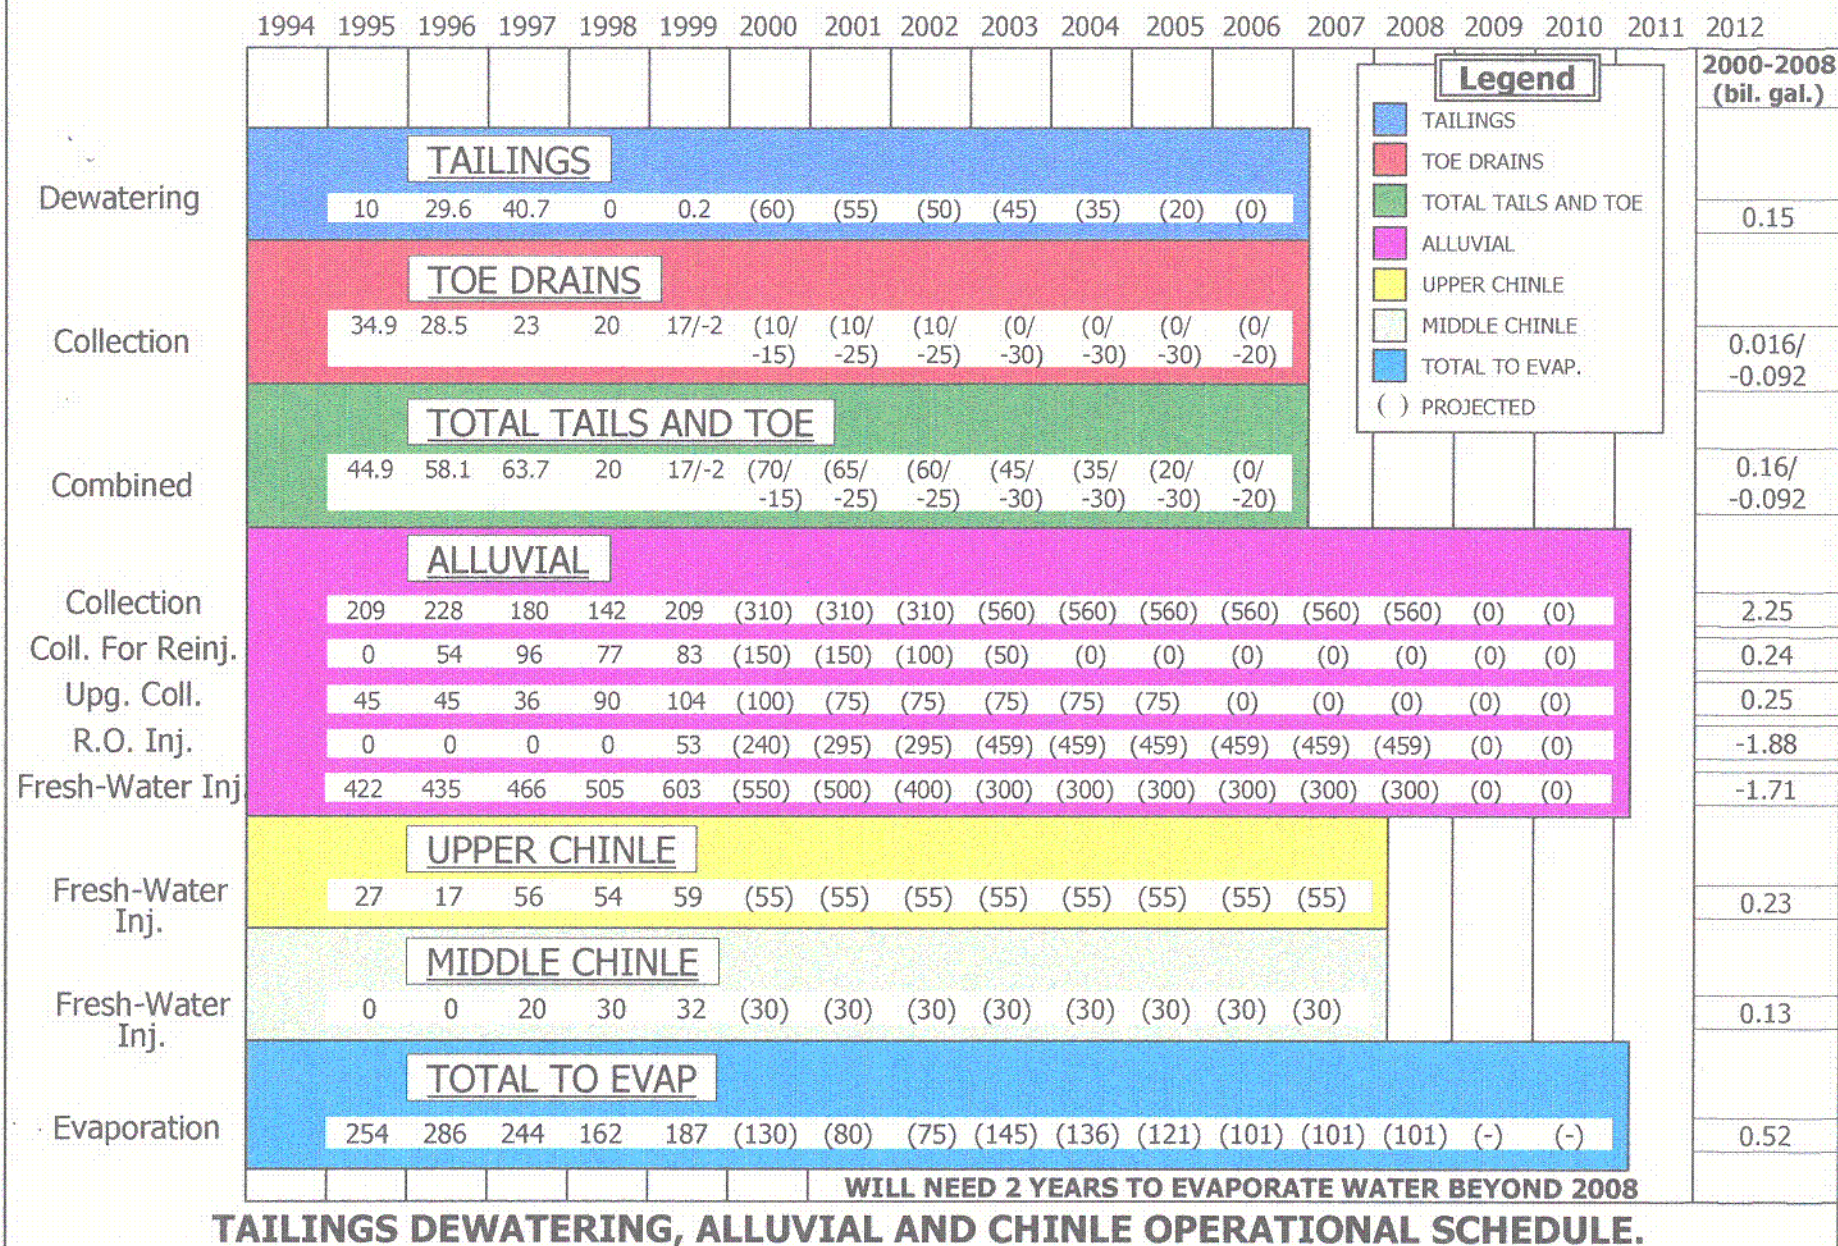 1994 1995 1996 1997 1998 1999 2000 2001 2002 2003 2004 2005 2006 2007 2008 2009 2010 2011 2012
2000-2008
(bil. gal.)
Legend
TAILINGS
TOE DRAINS
TOTAL TAILS AND TOE
ALLUVIAL
UPPER CHINLE
MIDDLE CHINLE
TOTAL TO EVAP.
( ) PROJECTED
TAILINGS
Dewatering 10 29.6 40.7 0 0.2 (60) (55) (50) (45) (35) (20) (0) 0.15
TOE DRAINS
Collection 34.9 28.5 23 20 17/-2 (10/ (10/ (10/ (0/ (0/ (0/ (0/ 0.016/
-15) -25) -25) -30) -30) -30) -20) -0.092
TOTAL TAILS AND TOE
Combined 44.9 58.1 63.7 20 17/-2 (70/ (65/ (60/ (45/ (35/ (20/ (0/ 0.16/
-15) -25) -25) -30) -30) -30) -20) -0.092
ALLUVIAL
Collection 209 228 180 142 209 (310) (310) (310) (560) (560) (560) (560) (560) (560) (0) (0) 2.25
Coll. For Reinj. 0 54 96 77 83 (150) (150) (100) (50) (0) (0) (0) (0) (0) (0) (0) 0.24
Upg. Coll. 45 45 36 90 104 (100) (75) (75) (75) (75) (75) (0) (0) (0) (0) (0) 0.25
R.O. Inj. 0 0 0 0 53 (240) (295) (295) (459) (459) (459) (459) (459) (459) (0) (0) -1.88
Fresh-Water Inj. 422 435 466 505 603 (550) (500) (400) (300) (300) (300) (300) (300) (300) (0) (0) -1.71
UPPER CHINLE
Fresh-Water 27 17 56 54 59 (55) (55) (55) (55) (55) (55) (55) (55) 0.23
Inj.
MIDDLE CHINLE
Fresh-Water 0 0 20 30 32 (30) (30) (30) (30) (30) (30) (30) (30) 0.13
Inj.
TOTAL TO EVAP
Evaporation 254 286 244 162 187 (130) (80) (75) (145) (136) (121) (101) (101) (101) (-) (-) 0.52
WILL NEED 2 YEARS TO EVAPORATE WATER BEYOND 2008
TAILINGS DEWATERING, ALLUVIAL AND CHINLE OPERATIONAL SCHEDULE.